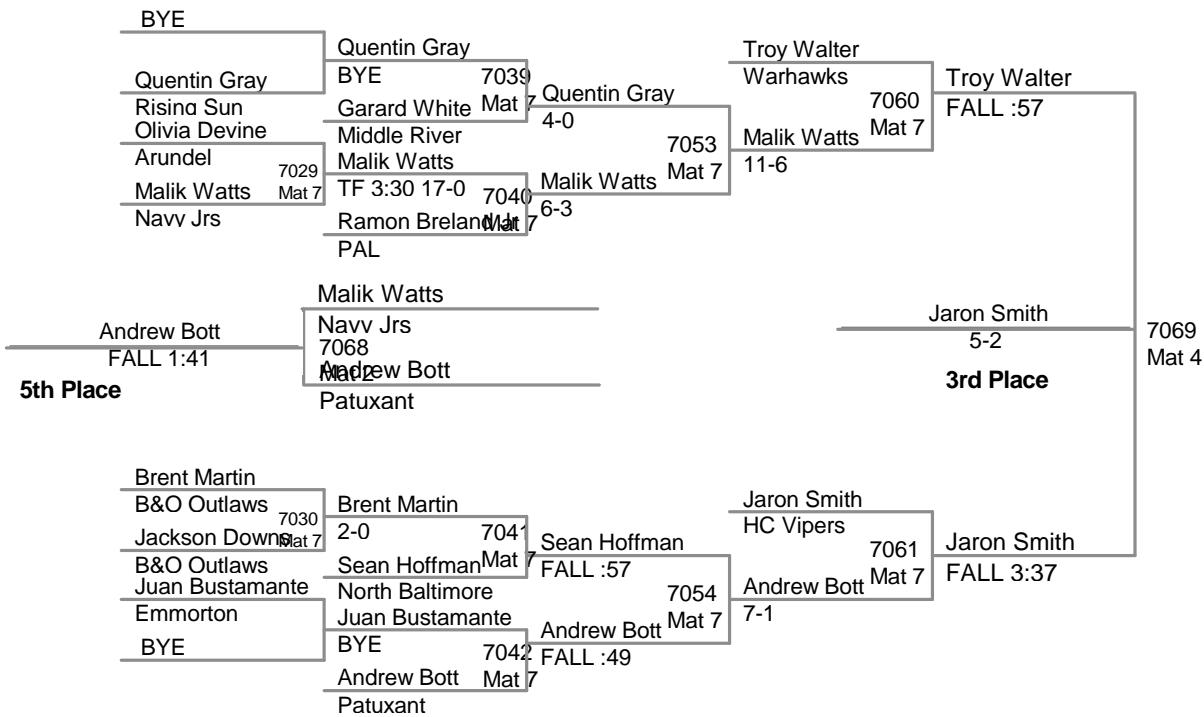 BYE
Quentin Gray
Rising Sun
Olivia Devine
Arundel
7029
Mat 7
Malik Watts
Navy Jrs
Quentin Gray
BYE
7039
Mat 7
Garard White
Middle River
Malik Watts
TF 3:30 17-0
7040
Mat 7
Ramon Breland Jr
PAL
Quentin Gray
4-0
7053
Mat 7
Malik Watts
6-3
Troy Walter
Warhawks
7060
Mat 7
Malik Watts
11-6
Troy Walter
FALL :57
Malik Watts
Navy Jrs
7068
Mat 2
Andrew Bott
Patuxant
Andrew Bott
FALL 1:41
5th Place
Jaron Smith
5-2
3rd Place
7069
Mat 4
Brent Martin
B&O Outlaws
7030
Mat 7
Jackson Downs
B&O Outlaws
Juan Bustamante
Emmorton
BYE
Brent Martin
2-0
7041
Mat 7
Sean Hoffman
North Baltimore
Juan Bustamante
BYE
7042
Mat 7
Andrew Bott
Patuxant
Sean Hoffman
FALL :57
7054
Mat 7
Andrew Bott
FALL :49
Jaron Smith
HC Vipers
7061
Mat 7
Andrew Bott
7-1
Jaron Smith
FALL 3:37